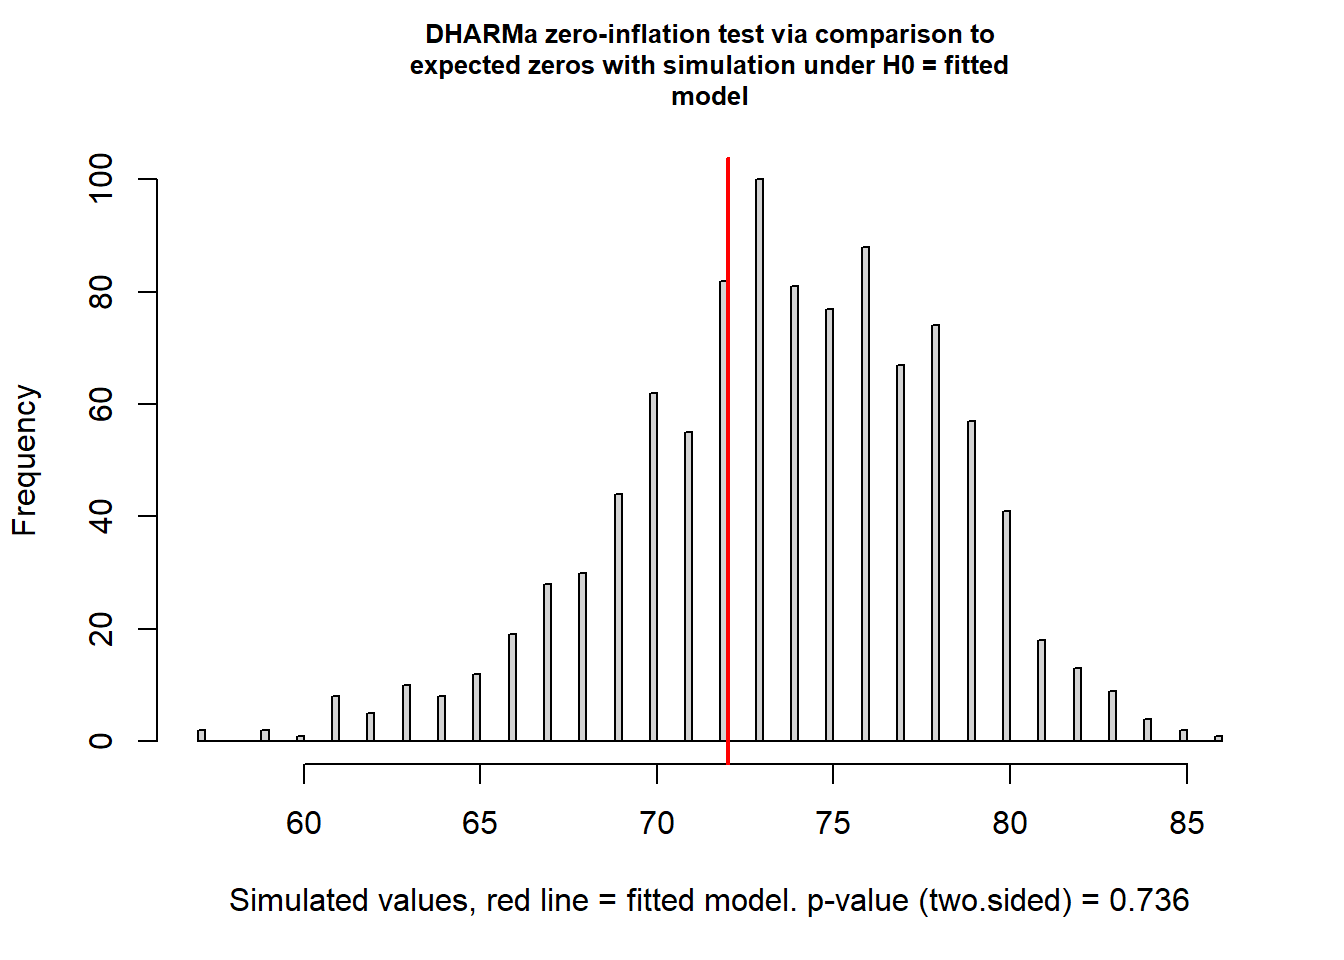 DHARMa zero-inflation test via comparison to
expected zeros with simulation under H0 = fitted
model
Frequency
100
80
60
40
20
0
60 65 70 75 80 85
Simulated values, red line = fitted model. p-value (two.sided) = 0.736